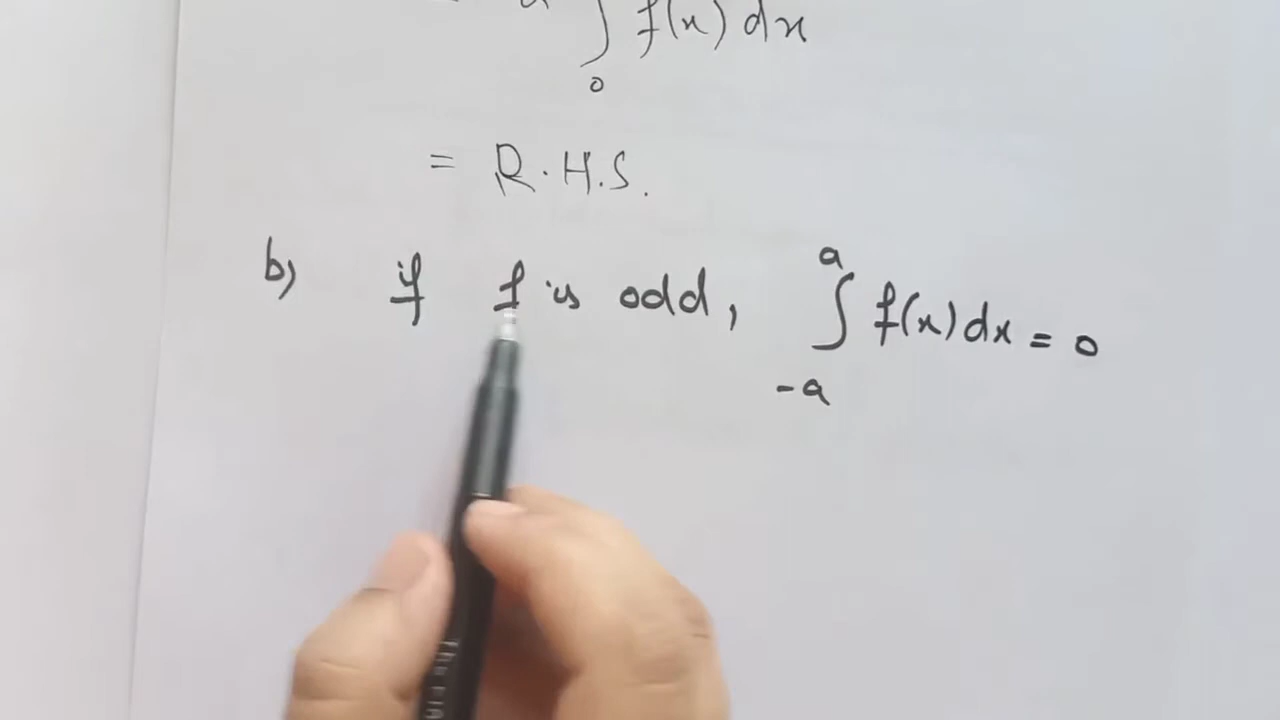 ∫ f(x) dx
0
= R.H.S.
b) if f is odd, ∫_{-a}^{a} f(x) dx = 0